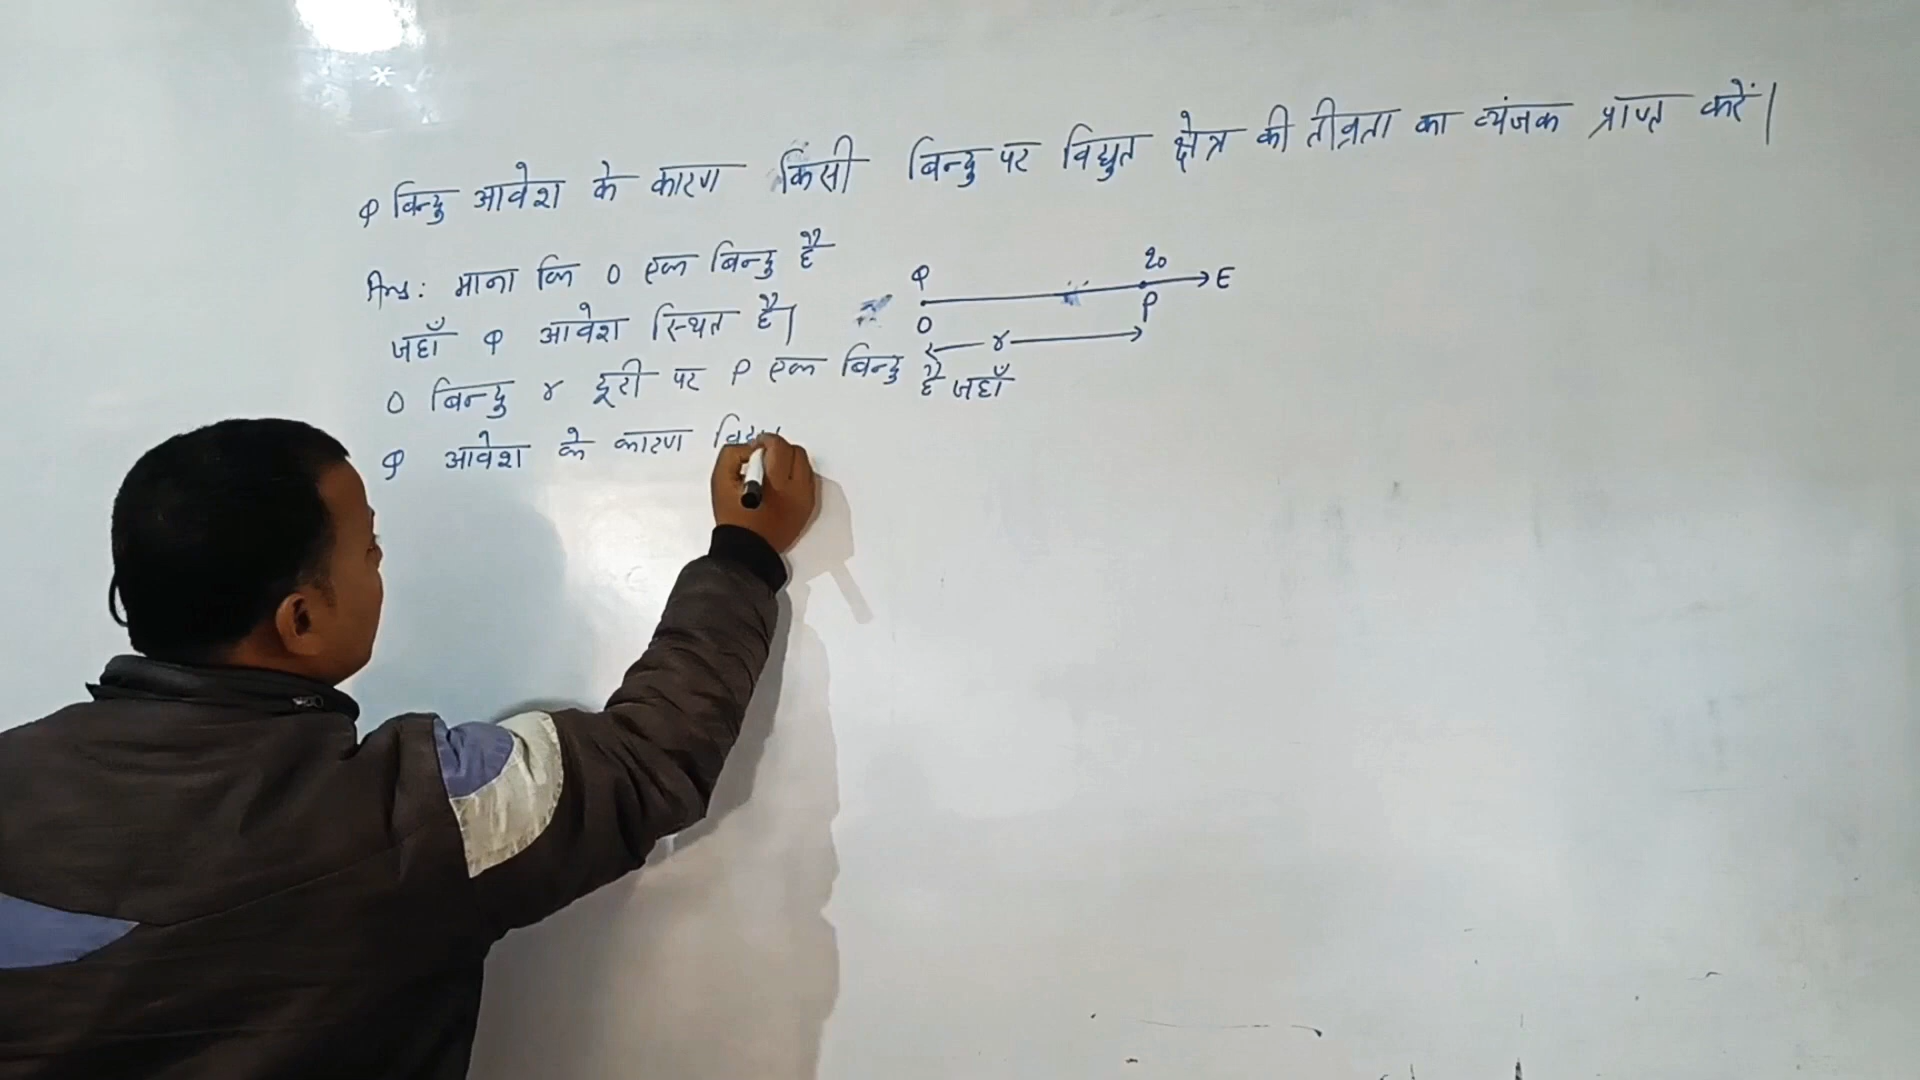 Q बिन्दु आवेश के कारण किसी बिन्दु पर विद्युत क्षेत्र की तीव्रता का व्यंजक प्राप्त करें।
Ans: माना कि O एक बिन्दु है
जहाँ Q आवेश स्थित है।
O बिन्दु r दूरी पर P एक बिन्दु है जहाँ
Q आवेश के कारण
Q q0 E
O P
r